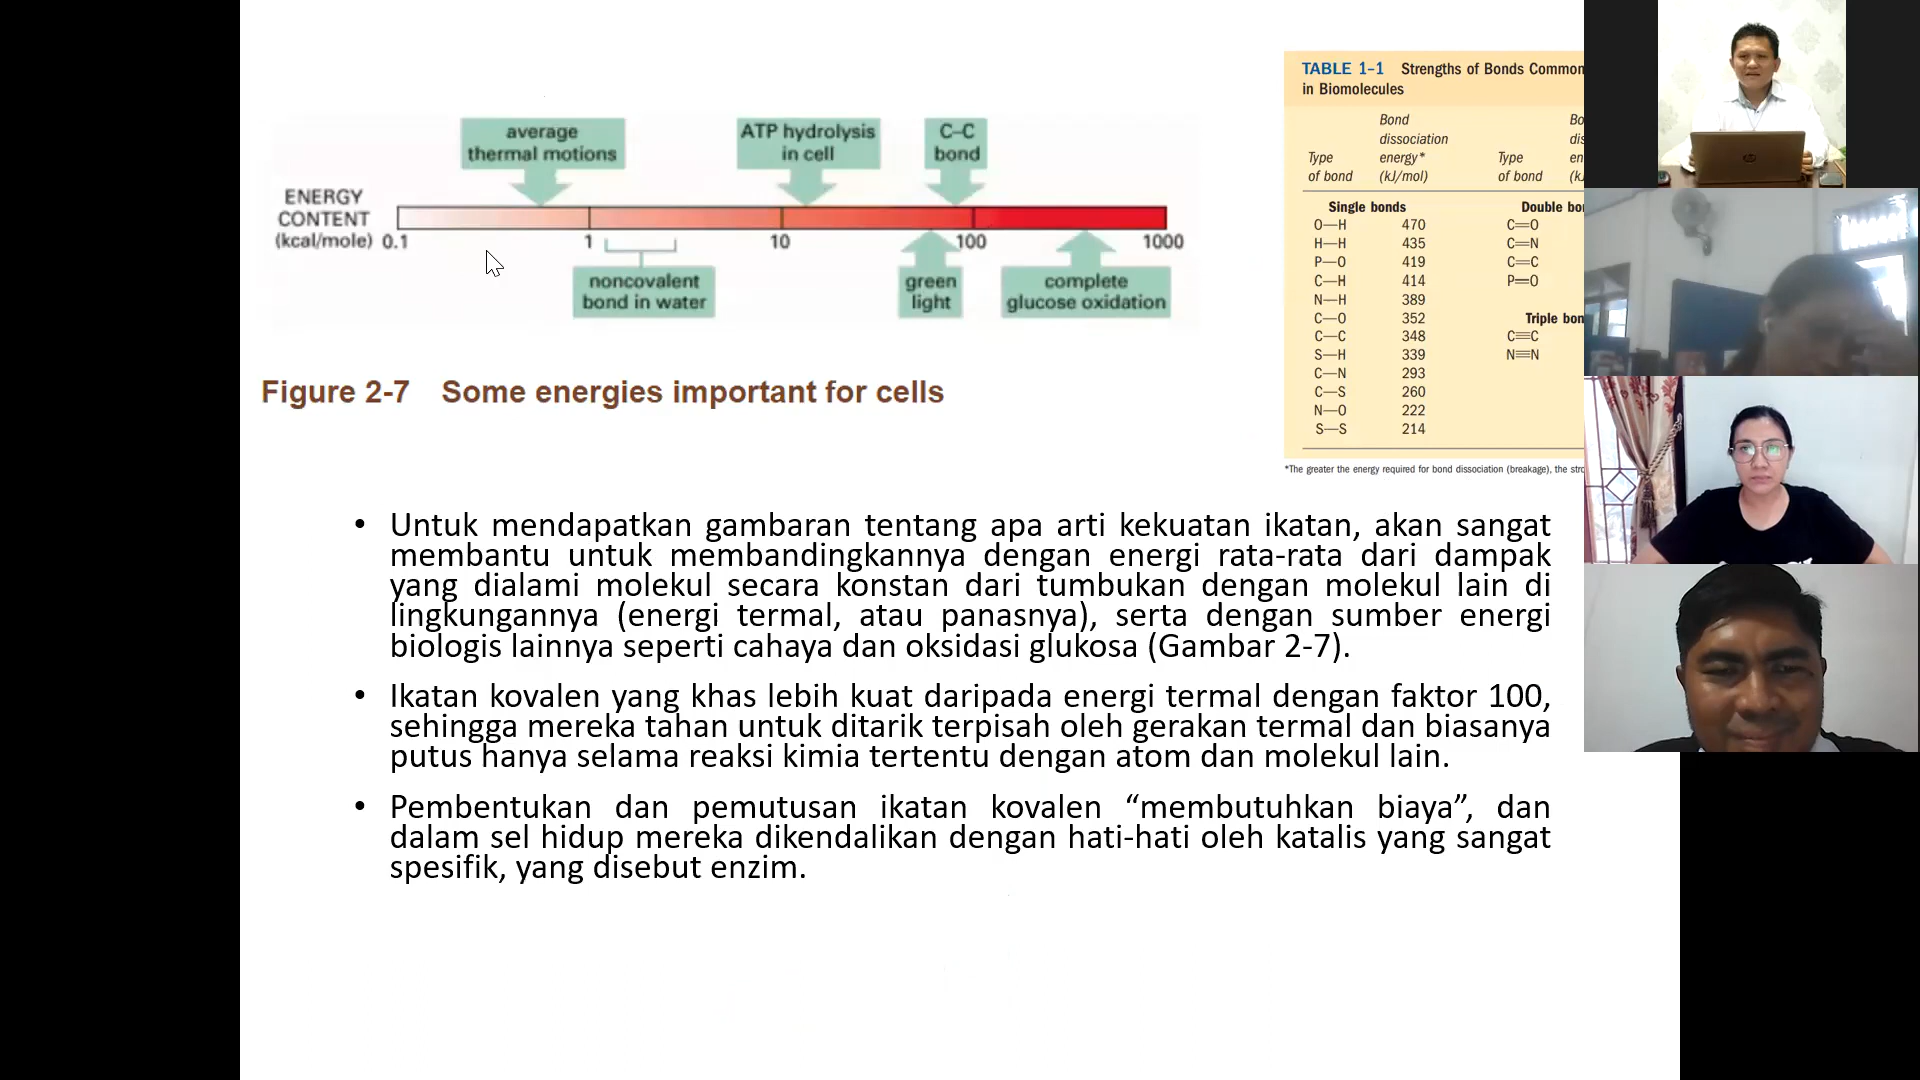 average
thermal motions
ATP hydrolysis
in cell
C–C
bond
ENERGY
CONTENT
(kcal/mole)
0.1
1
10
100
1000
noncovalent
bond in water
green
light
complete
glucose oxidation
Figure 2-7 Some energies important for cells
TABLE 1–1 Strengths of Bonds Common
in Biomolecules
Type
of bond
Bond
dissociation
energy*
(kJ/mol)
Type
of bond
Single bonds
O—H 470
H—H 435
P—O 419
C—H 414
N—H 389
C—O 352
C—C 348
S—H 339
C—N 293
C—S 260
N—O 222
S—S 214
Double
C=O
C=N
C=C
P=O
Triple
C≡C
N≡N
*The greater the energy required for bond dissociation (breakage), the
• Untuk mendapatkan gambaran tentang apa arti kekuatan ikatan, akan sangat
membantu untuk membandingkannya dengan energi rata-rata dari dampak
yang dialami molekul secara konstan dari tumbukan dengan molekul lain di
lingkungannya (energi termal, atau panasnya), serta dengan sumber energi
biologis lainnya seperti cahaya dan oksidasi glukosa (Gambar 2-7).
• Ikatan kovalen yang khas lebih kuat daripada energi termal dengan faktor 100,
sehingga mereka tahan untuk ditarik terpisah oleh gerakan termal dan biasanya
putus hanya selama reaksi kimia tertentu dengan atom dan molekul lain.
• Pembentukan dan pemutusan ikatan kovalen “membutuhkan biaya”, dan
dalam sel hidup mereka dikendalikan dengan hati-hati oleh katalis yang sangat
spesifik, yang disebut enzim.